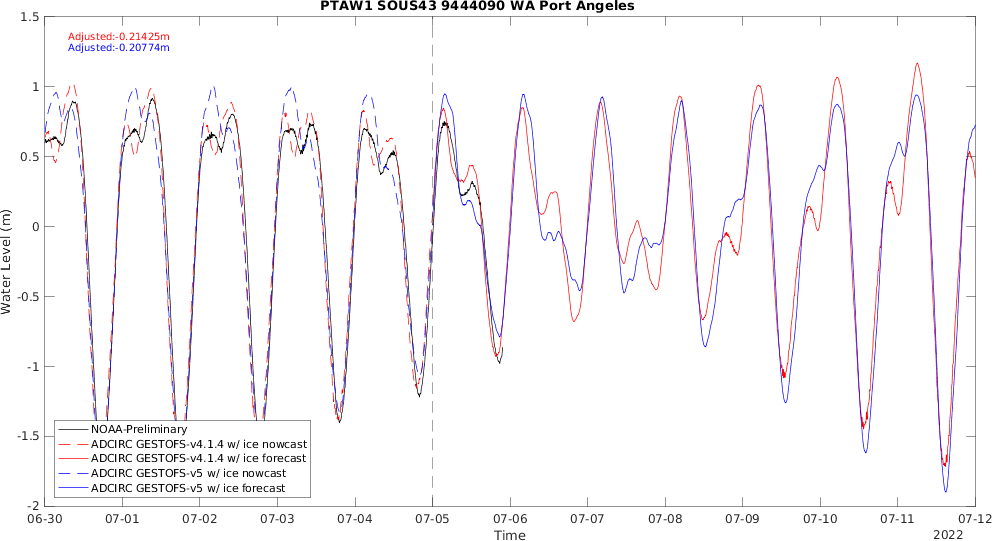 PTAW1 SOUS43 9444090 WA Port Angeles
Adjusted:-0.21425m
Adjusted:-0.20774m
Water Level (m)
1.5
1
0.5
0
-0.5
-1
-1.5
-2
NOAA-Preliminary
ADCIRC GESTOFS-v4.1.4 w/ ice nowcast
ADCIRC GESTOFS-v4.1.4 w/ ice forecast
ADCIRC GESTOFS-v5 w/ ice nowcast
ADCIRC GESTOFS-v5 w/ ice forecast
06-30 07-01 07-02 07-03 07-04 07-05 07-06 07-07 07-08 07-09 07-10 07-11 07-12
Time
2022